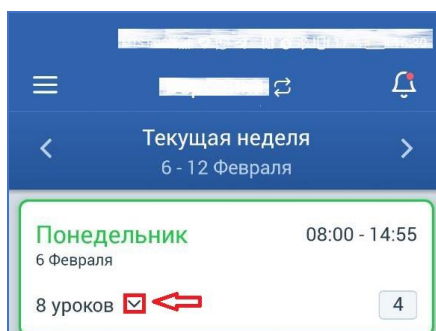 Текущая неделя
6 - 12 Февраля
Понедельник 08:00 - 14:55
6 Февраля
8 уроков 4